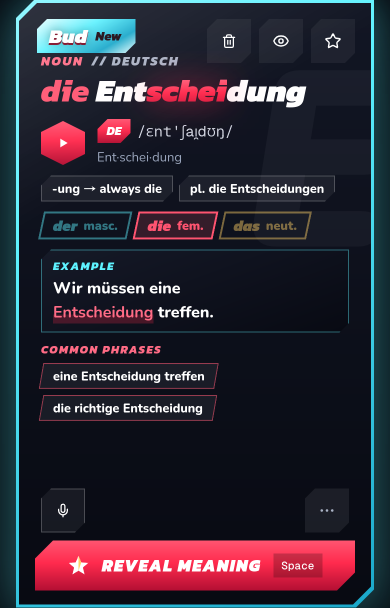 Bud New
NOUN // DEUTSCH
die Entscheidung
DE /ɛntˈʃaɪ̯dʊŋ/
Ent·schei·dung
-ung → always die pl. die Entscheidungen
der masc. die fem. das neut.
EXAMPLE
Wir müssen eine
Entscheidung treffen.
COMMON PHRASES
eine Entscheidung treffen
die richtige Entscheidung
REVEAL MEANING Space